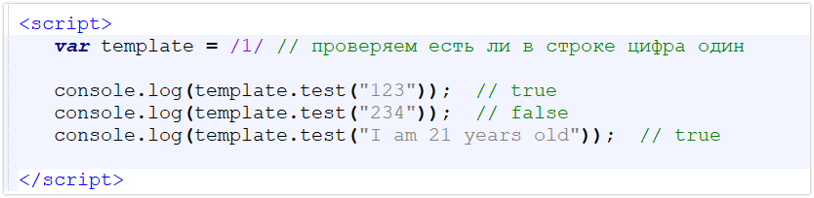 <script>
var template = /1/ // проверяем есть ли в строке цифра один
console.log(template.test("123"));  // true
console.log(template.test("234"));  // false
console.log(template.test("I am 21 years old"));  // true
</script>